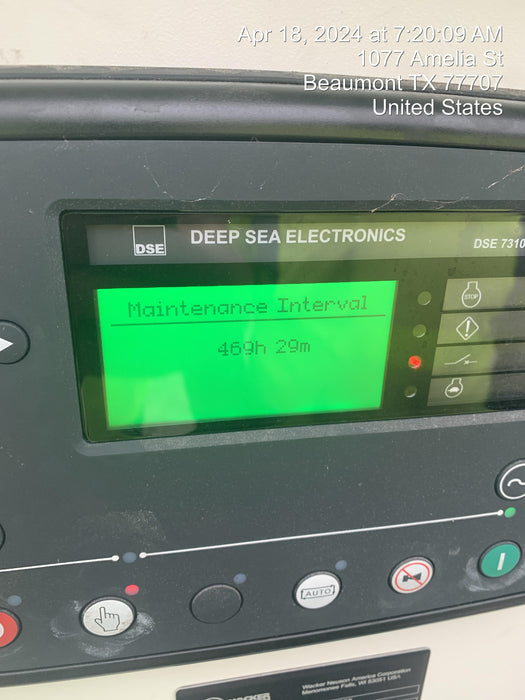 Apr 18, 2024 at 7:20:09 AM
1077 Amelia St
Beaumont TX 77707
United States
DSE
DEEP SEA ELECTRONICS
DSE 7310
Maintenance Interval
469h 29m
STOP
AUTO
WACKER
Wacker Neuson America Corporation
Menomonee Falls, WI 53051 USA